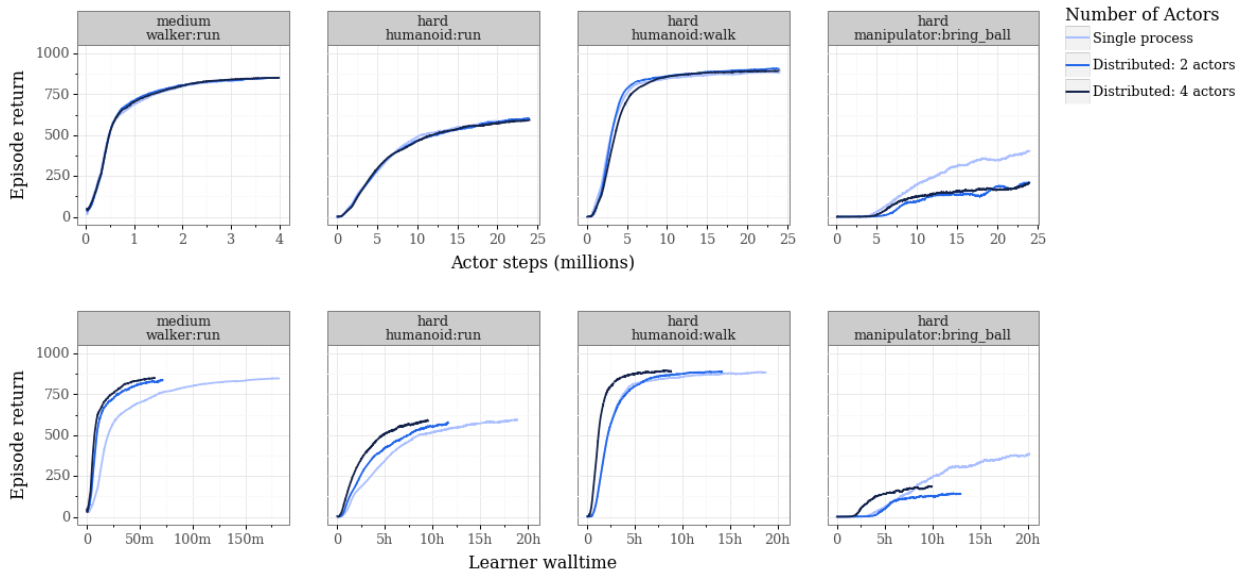 medium
walker:run
hard
humanoid:run
hard
humanoid:walk
hard
manipulator:bring_ball
Number of Actors
Single process
Distributed: 2 actors
Distributed: 4 actors
Episode return
1000
750
500
250
0
0 1 2 3 4
0 5 10 15 20 25
0 5 10 15 20 25
0 5 10 15 20 25
Actor steps (millions)
medium
walker:run
hard
humanoid:run
hard
humanoid:walk
hard
manipulator:bring_ball
Episode return
1000
750
500
250
0
0 50m 100m 150m
0 5h 10h 15h 20h
0 5h 10h 15h 20h
0 5h 10h 15h 20h
Learner walltime